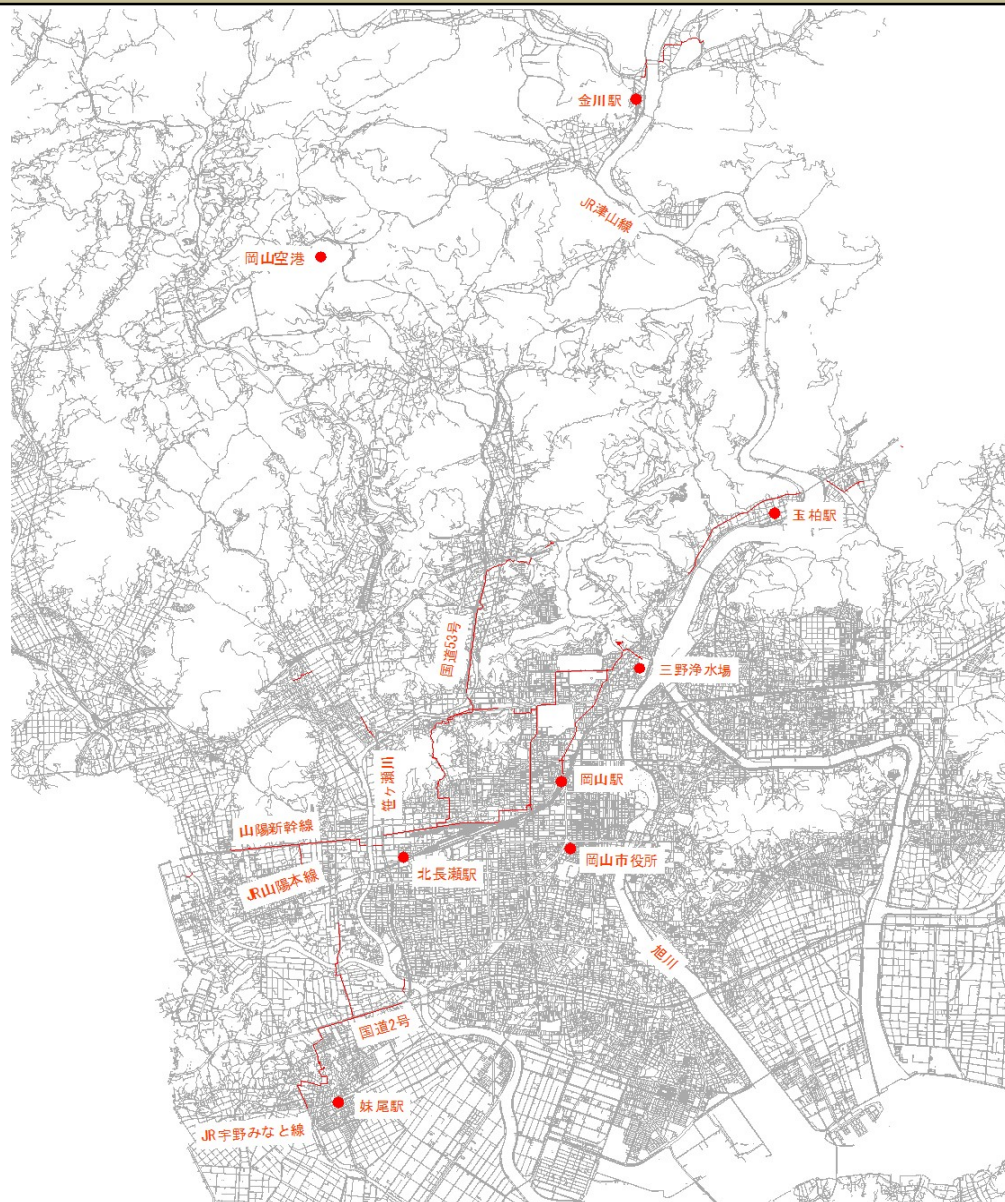 金川駅
JR津山線
岡山空港
玉柏駅
国道53号
三野浄水場
笹ヶ瀬川
岡山駅
山陽新幹線
岡山市役所
北長瀬駅
JR山陽本線
旭川
国道2号
妹尾駅
JR宇野みなと線